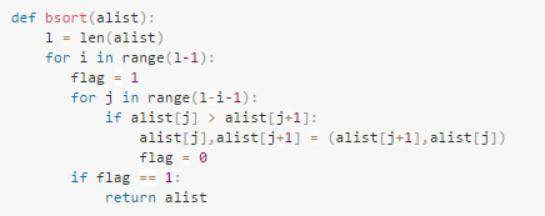 def bsort(alist):
    l = len(alist)
    for i in range(l-1):
        flag = 1
        for j in range(l-i-1):
            if alist[j] > alist[j+1]:
                alist[j],alist[j+1] = (alist[j+1],alist[j])
                flag = 0
        if flag == 1:
            return alist